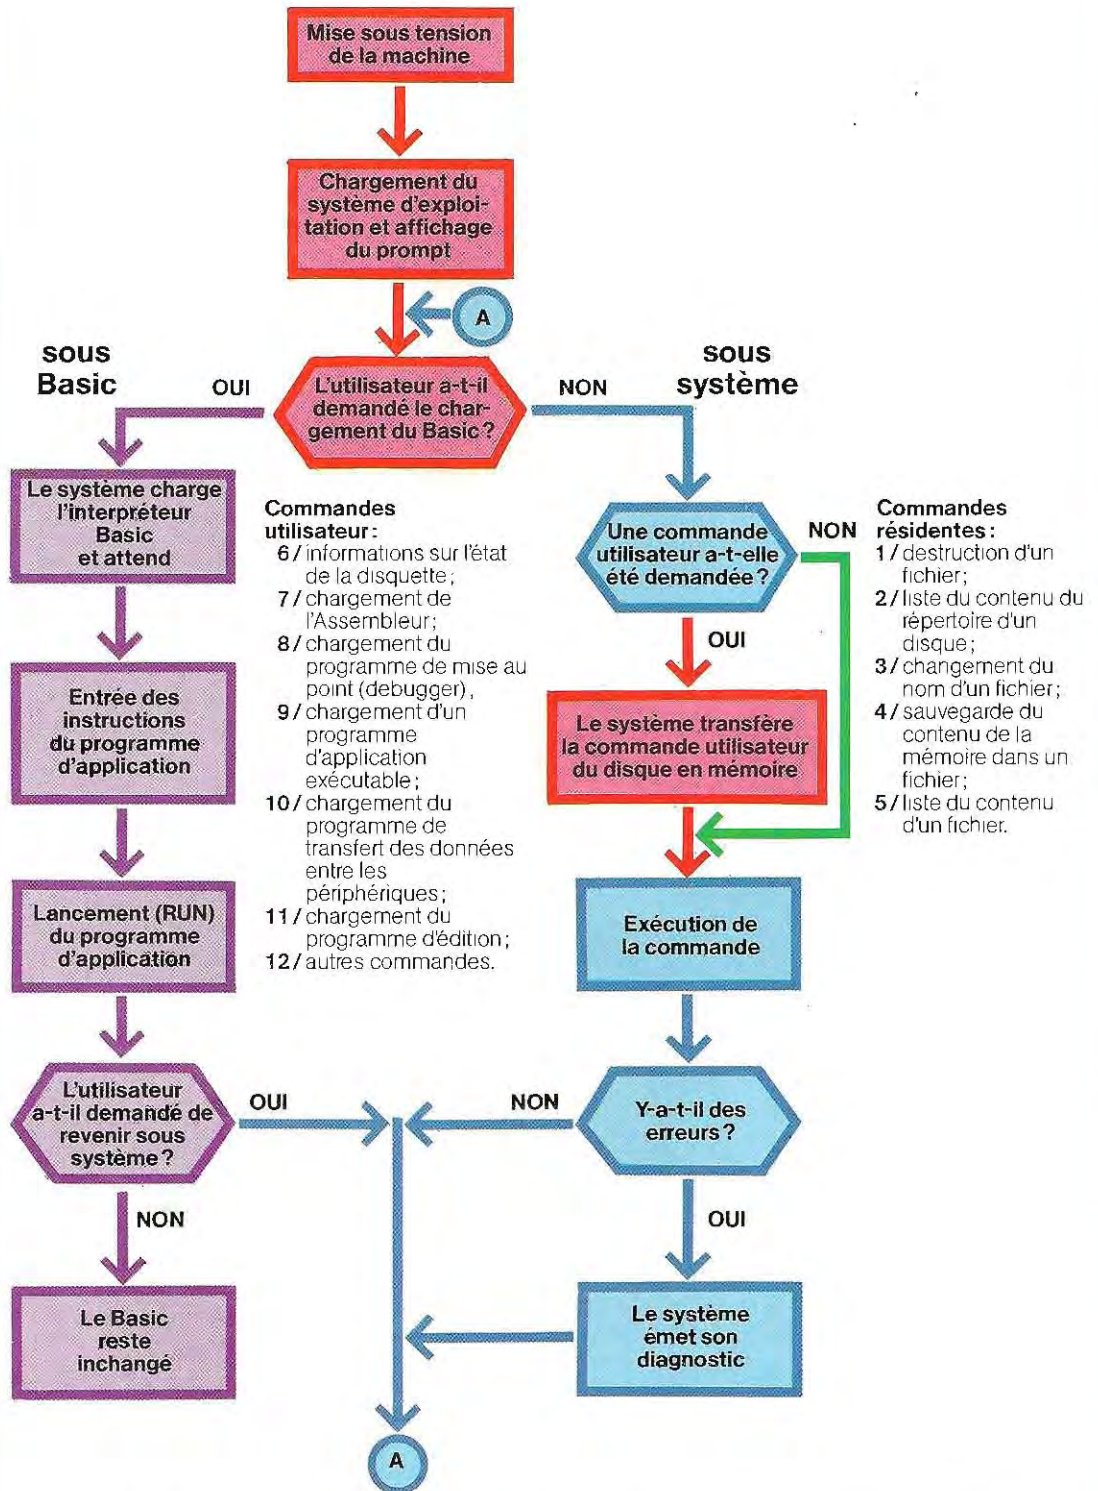 Mise sous tension
de la machine
Chargement du
système d'exploi-
tation et affichage
du prompt
A
sous
Basic
OUI
L'utilisateur a-t-il
demandé le char-
gement du Basic ?
NON
sous
système
Le système charge
l'interpréteur
Basic
et attend
Entrée des
instructions
du programme
d'application
Lancement (RUN)
du programme
d'application
L'utilisateur
a-t-il demandé de
revenir sous
système ?
OUI
NON
Le Basic
reste
inchangé
Commandes
utilisateur :
6/ informations sur l'état
de la disquette ;
7/ chargement de
l'Assembleur ;
8/ chargement du
programme de mise au
point (debugger),
9/ chargement d'un
programme
d'application
exécutable ;
10/ chargement du
programme de
transfert des données
entre les
périphériques ;
11/ chargement du
programme d'édition ;
12/ autres commandes.
Une commande
utilisateur a-t-elle
été demandée ?
NON
OUI
Le système transfère
la commande utilisateur
du disque en mémoire
Exécution de
la commande
Y-a-t-il des
erreurs ?
NON
OUI
Le système
émet son
diagnostic
Commandes
résidentes :
1/ destruction d'un
fichier ;
2/ liste du contenu du
répertoire d'un
disque ;
3/ changement du
nom d'un fichier ;
4/ sauvegarde du
contenu de la
mémoire dans un
fichier ;
5/ liste du contenu
d'un fichier.
A